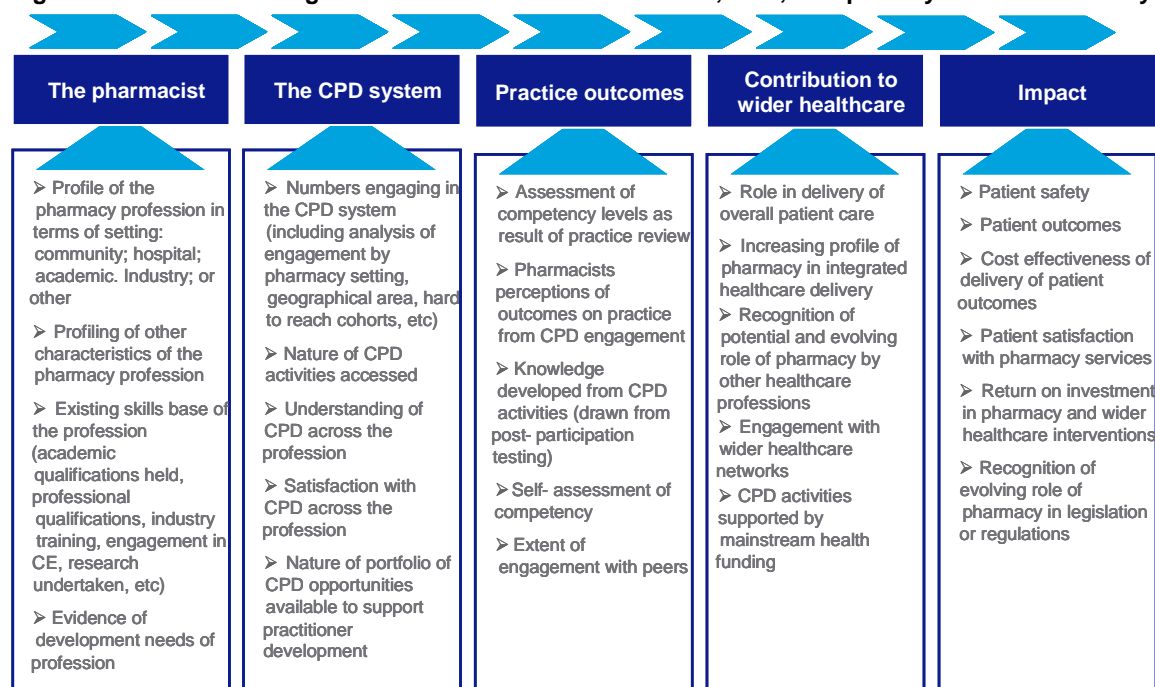 The pharmacist
The CPD system
Practice outcomes
Contribution to
wider healthcare
Impact
➢ Profile of the
pharmacy profession in
terms of setting:
community; hospital;
academic. Industry; or
other
➢ Profiling of other
characteristics of the
pharmacy profession
➢ Existing skills base of
the profession
(academic
qualifications held,
professional
qualifications, industry
training, engagement in
CE, research
undertaken, etc)
➢ Evidence of
development needs of
profession
➢ Numbers engaging in
the CPD system
(including analysis of
engagement by
pharmacy setting,
geographical area, hard
to reach cohorts, etc)
➢ Nature of CPD
activities accessed
➢ Understanding of
CPD across the
profession
➢ Satisfaction with
CPD across the
profession
➢ Nature of portfolio of
CPD opportunities
available to support
practitioner
development
➢ Assessment of
competency levels as
result of practice review
➢ Pharmacists
perceptions of
outcomes on practice
from CPD engagement
➢ Knowledge
developed from CPD
activities (drawn from
post- participation
testing)
➢ Self- assessment of
competency
➢ Extent of
engagement with peers
➢ Role in delivery of
overall patient care
➢ Increasing profile of
pharmacy in integrated
healthcare delivery
➢ Recognition of
potential and evolving
role of pharmacy by
other healthcare
professions
➢ Engagement with
wider healthcare
networks
➢ CPD activities
supported by
mainstream health
funding
➢ Patient safety
➢ Patient outcomes
➢ Cost effectiveness of
delivery of patient
outcomes
➢ Patient satisfaction
with pharmacy services
➢ Return on investment
in pharmacy and wider
healthcare interventions
➢ Recognition of
evolving role of
pharmacy in legislation
or regulations